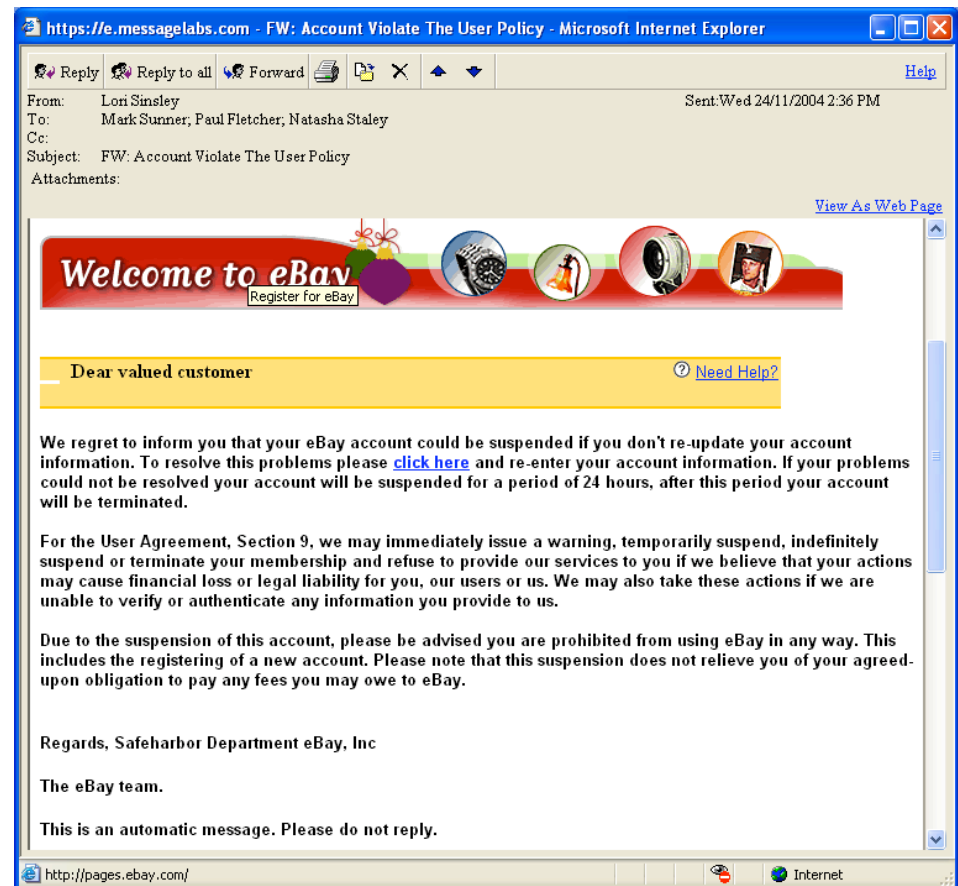 https://e.messagelabs.com - FW: Account Violate The User Policy - Microsoft Internet Explorer
Reply Reply to all Forward Help
From: Lori Sinsley Sent:Wed 24/11/2004 2:36 PM
To: Mark Sunner; Paul Fletcher; Natasha Staley
Cc:
Subject: FW: Account Violate The User Policy
Attachments:
View As Web Page
Welcome to eBay
Register for eBay
Dear valued customer ? Need Help?
We regret to inform you that your eBay account could be suspended if you don't re-update your account
information. To resolve this problems please click here and re-enter your account information. If your problems
could not be resolved your account will be suspended for a period of 24 hours, after this period your account
will be terminated.
For the User Agreement, Section 9, we may immediately issue a warning, temporarily suspend, indefinitely
suspend or terminate your membership and refuse to provide our services to you if we believe that your actions
may cause financial loss or legal liability for you, our users or us. We may also take these actions if we are
unable to verify or authenticate any information you provide to us.
Due to the suspension of this account, please be advised you are prohibited from using eBay in any way. This
includes the registering of a new account. Please note that this suspension does not relieve you of your agreed-
upon obligation to pay any fees you may owe to eBay.
Regards, Safeharbor Department eBay, Inc
The eBay team.
This is an automatic message. Please do not reply.
http://pages.ebay.com/ Internet